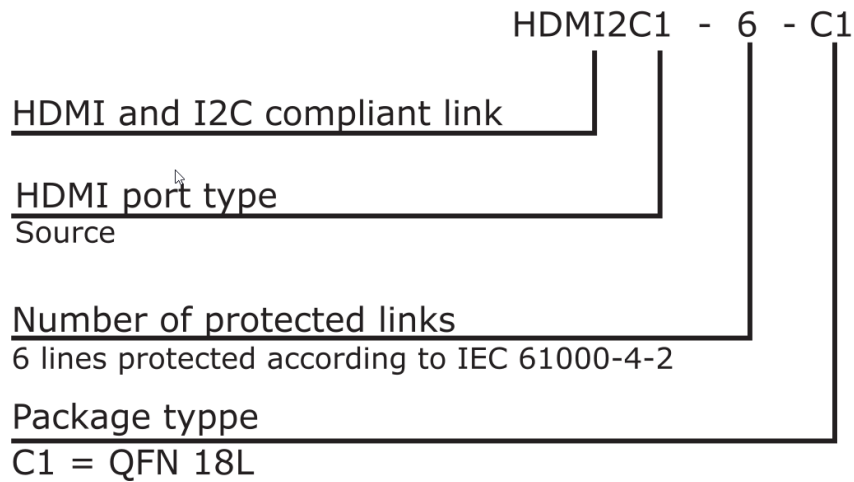 HDMI2C1 - 6 - C1
HDMI and I2C compliant link
HDMI port type
Source
Number of protected links
6 lines protected according to IEC 61000-4-2
Package typpe
C1 = QFN 18L